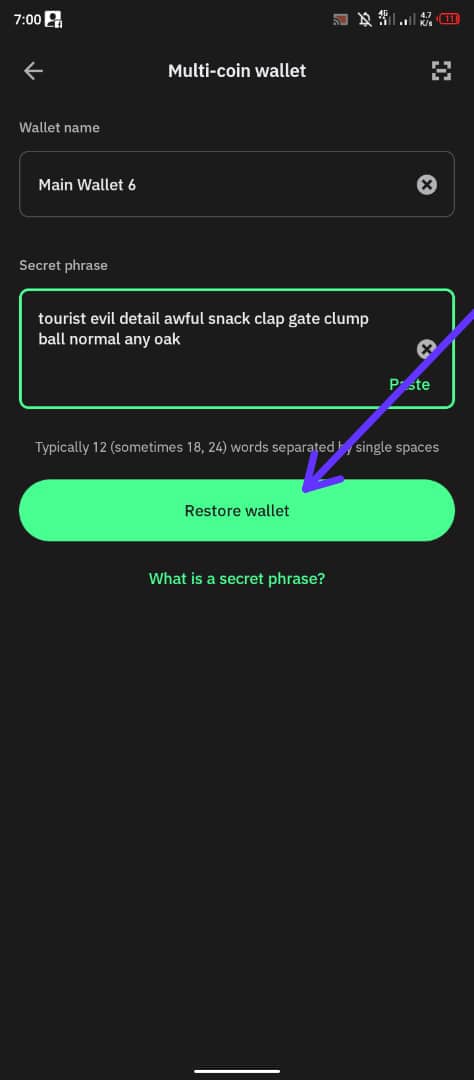 7:00 4G 4.7 K/s 11
Multi-coin wallet
Wallet name
Main Wallet 6
Secret phrase
tourist evil detail awful snack clap gate clump
ball normal any oak
Paste
Typically 12 (sometimes 18, 24) words separated by single spaces
Restore wallet
What is a secret phrase?